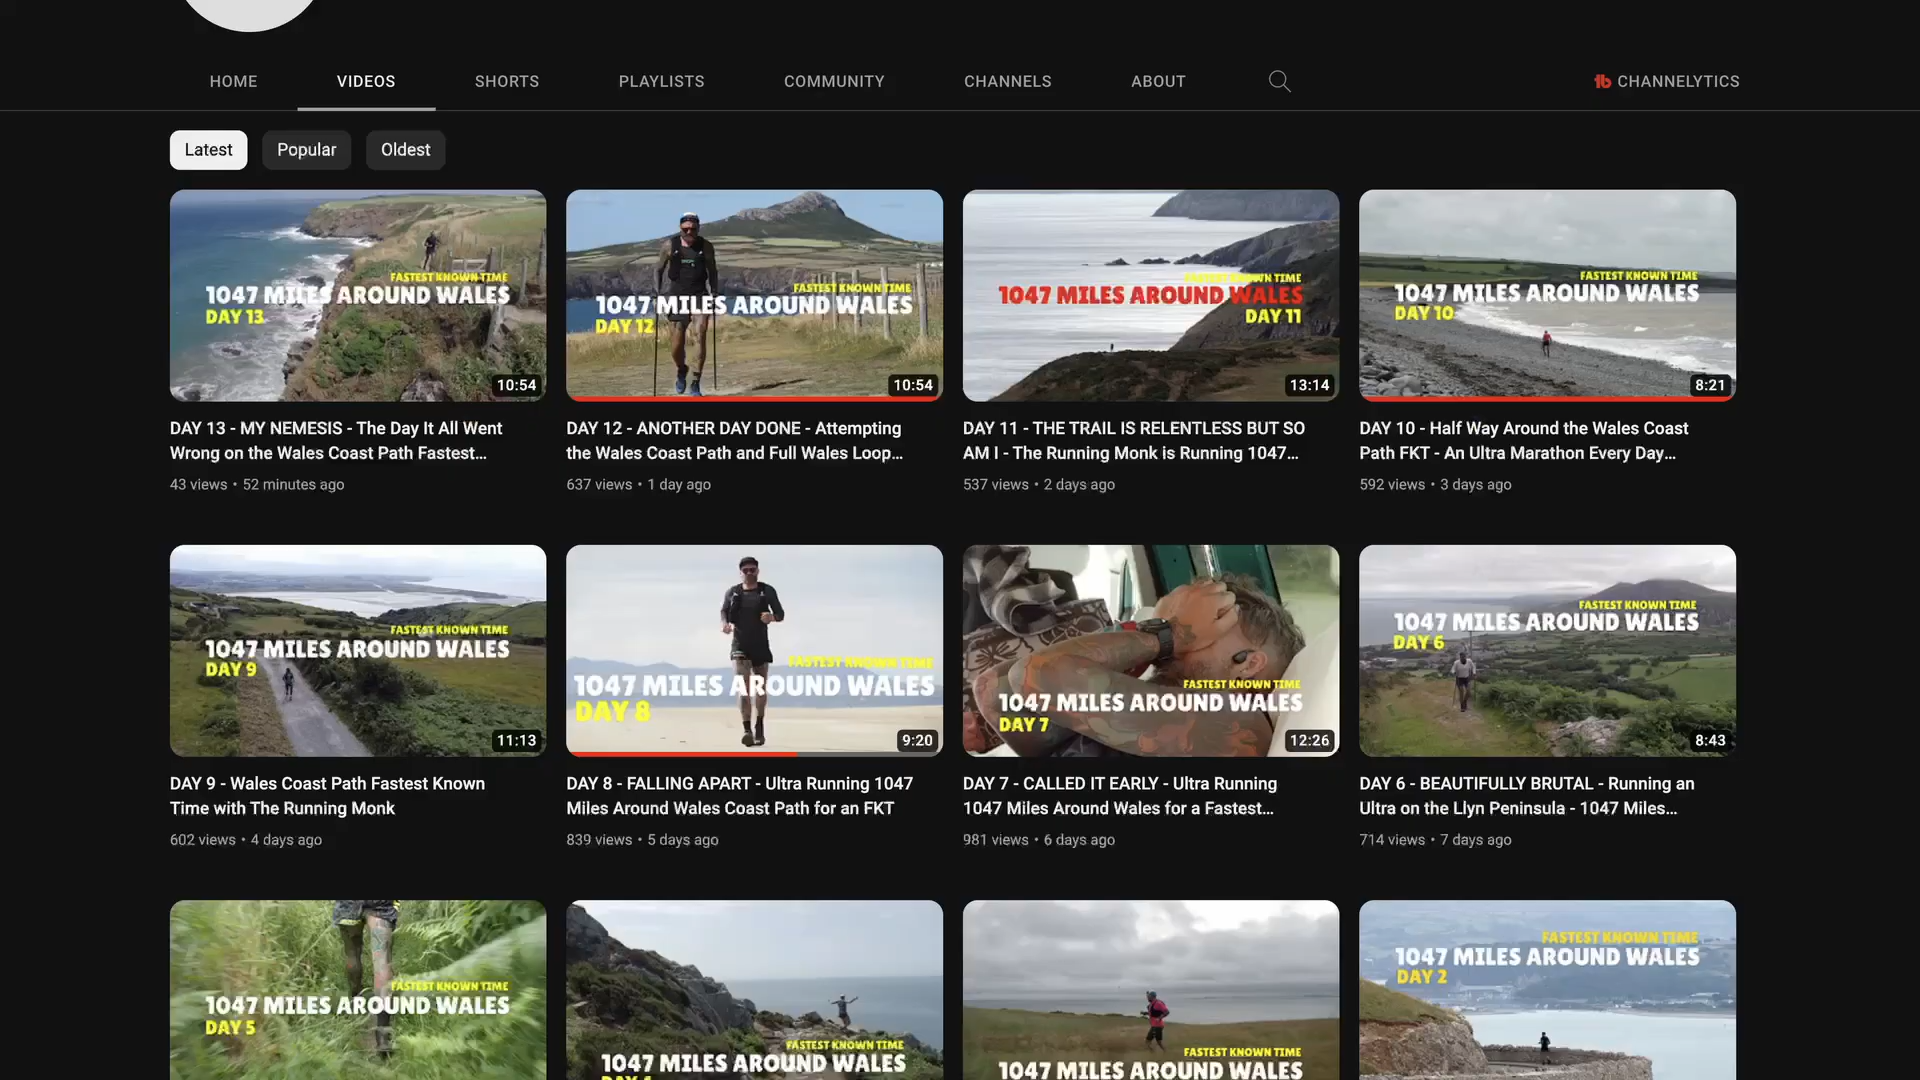 HOME
VIDEOS
SHORTS
PLAYLISTS
COMMUNITY
CHANNELS
ABOUT
CHANNELYTICS
Latest
Popular
Oldest
FASTEST KNOWN TIME
1047 MILES AROUND WALES
DAY 13
10:54
DAY 13 - MY NEMESIS - The Day It All Went
Wrong on the Wales Coast Path Fastest...
43 views • 52 minutes ago
FASTEST KNOWN TIME
1047 MILES AROUND WALES
DAY 12
10:54
DAY 12 - ANOTHER DAY DONE - Attempting
the Wales Coast Path and Full Wales Loop...
637 views • 1 day ago
FASTEST KNOWN TIME
1047 MILES AROUND WALES
DAY 11
13:14
DAY 11 - THE TRAIL IS RELENTLESS BUT SO
AM I - The Running Monk is Running 1047...
537 views • 2 days ago
FASTEST KNOWN TIME
1047 MILES AROUND WALES
DAY 10
8:21
DAY 10 - Half Way Around the Wales Coast
Path FKT - An Ultra Marathon Every Day...
592 views • 3 days ago
FASTEST KNOWN TIME
1047 MILES AROUND WALES
DAY 9
11:13
DAY 9 - Wales Coast Path Fastest Known
Time with The Running Monk
602 views • 4 days ago
FASTEST KNOWN TIME
1047 MILES AROUND WALES
DAY 8
9:20
DAY 8 - FALLING APART - Ultra Running 1047
Miles Around Wales Coast Path for an FKT
839 views • 5 days ago
FASTEST KNOWN TIME
1047 MILES AROUND WALES
DAY 7
12:26
DAY 7 - CALLED IT EARLY - Ultra Running
1047 Miles Around Wales for a Fastest...
981 views • 6 days ago
FASTEST KNOWN TIME
1047 MILES AROUND WALES
DAY 6
8:43
DAY 6 - BEAUTIFULLY BRUTAL - Running an
Ultra on the Llyn Peninsula - 1047 Miles...
714 views • 7 days ago
FASTEST KNOWN TIME
1047 MILES AROUND WALES
DAY 5
FASTEST KNOWN TIME
1047 MILES AROUND WALES
FASTEST KNOWN TIME
1047 MILES AROUND WALES
FASTEST KNOWN TIME
1047 MILES AROUND WALES
DAY 2